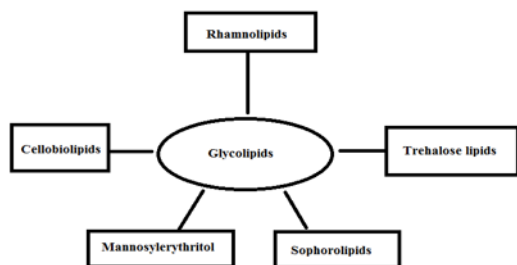 Rhamnolipids
Cellobiolipids
Glycolipids
Trehalose lipids
Mannosylerythritol
Sophorolipids